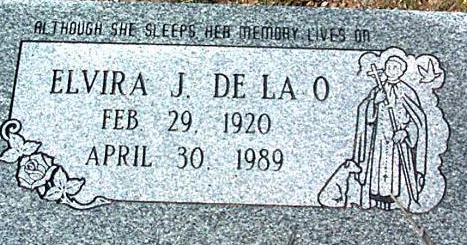 ALTHOUGH SHE SLEEPS, HER MEMORY LIVES ON
ELVIRA J. DE LA O
FEB. 29, 1920
APRIL 30, 1989